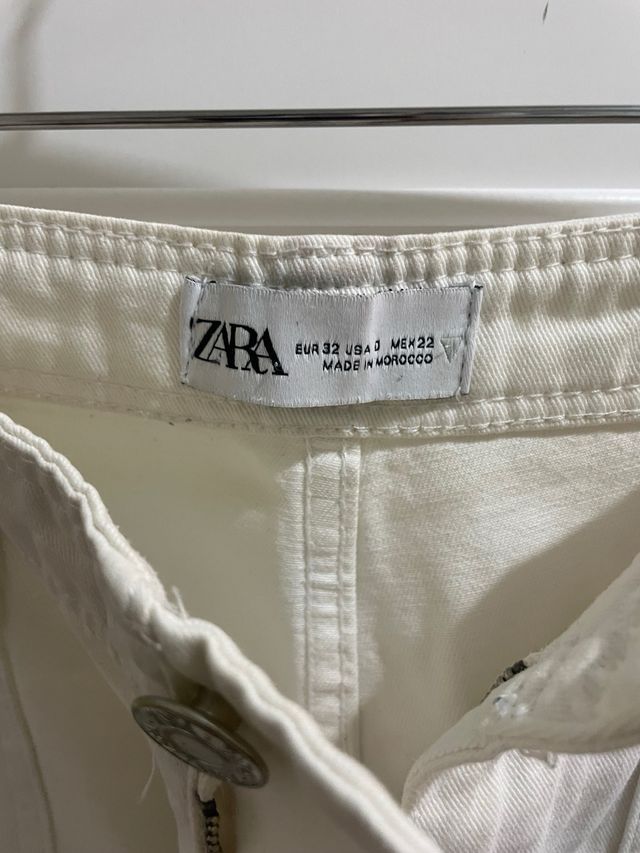 ZARA
EUR 32 USA 0 MEX 22
MADE IN MOROCCO